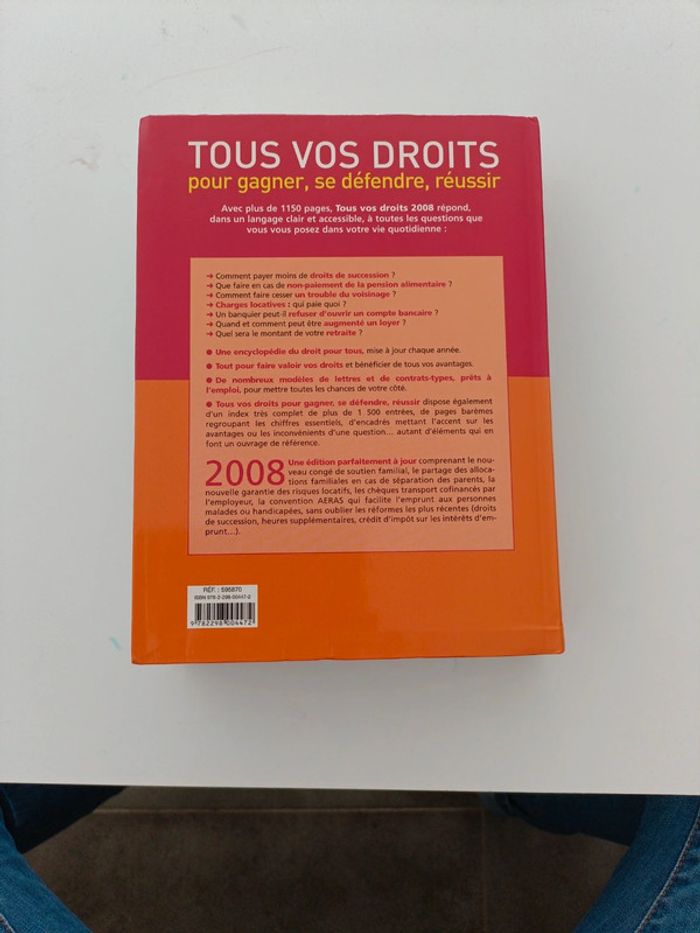 TOUS VOS DROITS
pour gagner, se défendre, réussir
Avec plus de 1150 pages, Tous vos droits 2008 répond,
dans un langage clair et accessible, à toutes les questions que
vous vous posez dans votre vie quotidienne :
➔ Comment payer moins de droits de succession ?
➔ Que faire en cas de non-paiement de la pension alimentaire ?
➔ Comment faire cesser un trouble du voisinage ?
➔ Charges locatives : qui paie quoi ?
➔ Un banquier peut-il refuser d'ouvrir un compte bancaire ?
➔ Quand et comment peut être augmenté un loyer ?
➔ Quel sera le montant de votre retraite ?
● Une encyclopédie du droit pour tous, mise à jour chaque année.
● Tout pour faire valoir vos droits et bénéficier de tous vos avantages.
● De nombreux modèles de lettres et de contrats-types, prêts à
l'emploi, pour mettre toutes les chances de votre côté.
● Tous vos droits pour gagner, se défendre, réussir dispose également
d'un index très complet de plus de 1 500 entrées, de pages barèmes
regroupant les chiffres essentiels, d'encadrés mettant l'accent sur les
avantages ou les inconvénients d'une question... autant d'éléments qui en
font un ouvrage de référence.
2008 Une édition parfaitement à jour comprenant le nou-
veau congé de soutien familial, le partage des alloca-
tions familiales en cas de séparation des parents, la
nouvelle garantie des risques locatifs, les chèques transport cofinancés par
l'employeur, la convention AERAS qui facilite l'emprunt aux personnes
malades ou handicapées, sans oublier les réformes les plus récentes (droits
de succession, heures supplémentaires, crédit d'impôt sur les intérêts d'em-
prunt...).
RÉF. : 595870
ISBN 978-2-298-00447-2
9 782298 004472